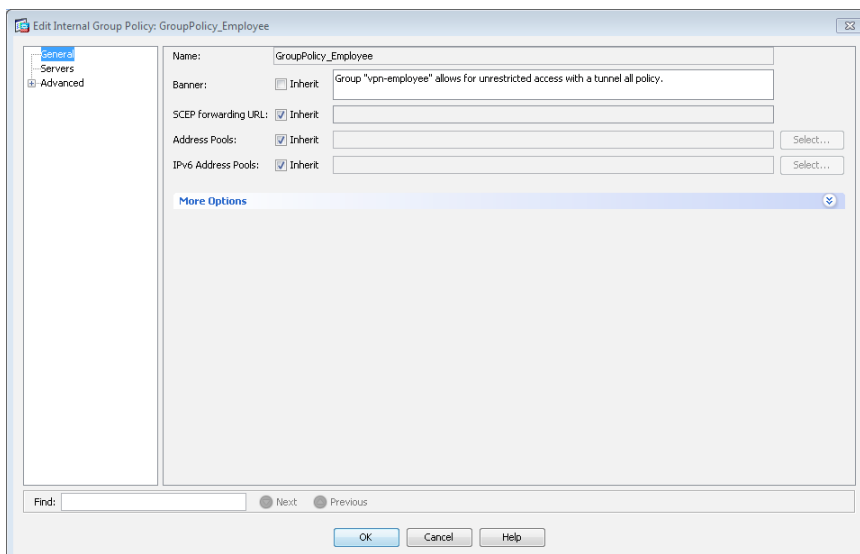 Edit Internal Group Policy: GroupPolicy_Employee
General
Servers
Advanced
Name: GroupPolicy_Employee
Banner: Inherit Group "vpn-employee" allows for unrestricted access with a tunnel all policy.
SCEP forwarding URL: Inherit
Address Pools: Inherit Select...
IPv6 Address Pools: Inherit Select...
More Options
Find: Next Previous
OK Cancel Help